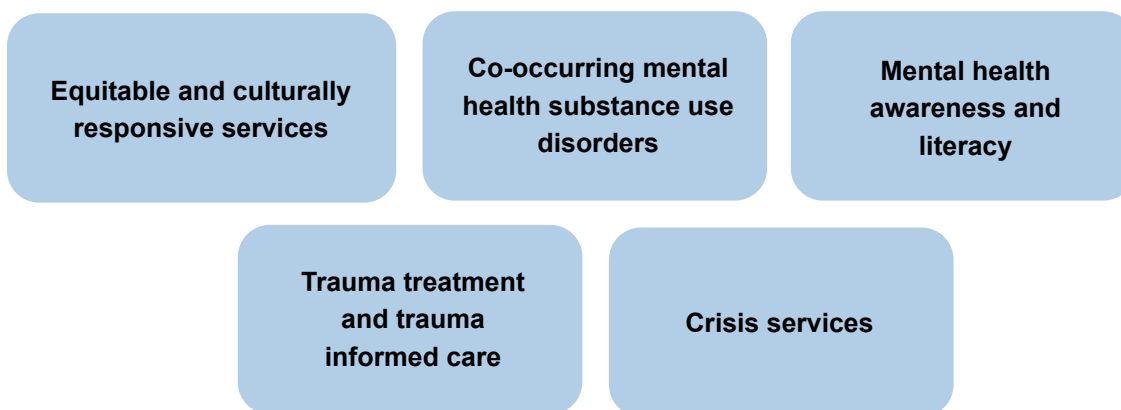 Equitable and culturally
responsive services
Co-occurring mental
health substance use
disorders
Mental health
awareness and
literacy
Trauma treatment
and trauma
informed care
Crisis services